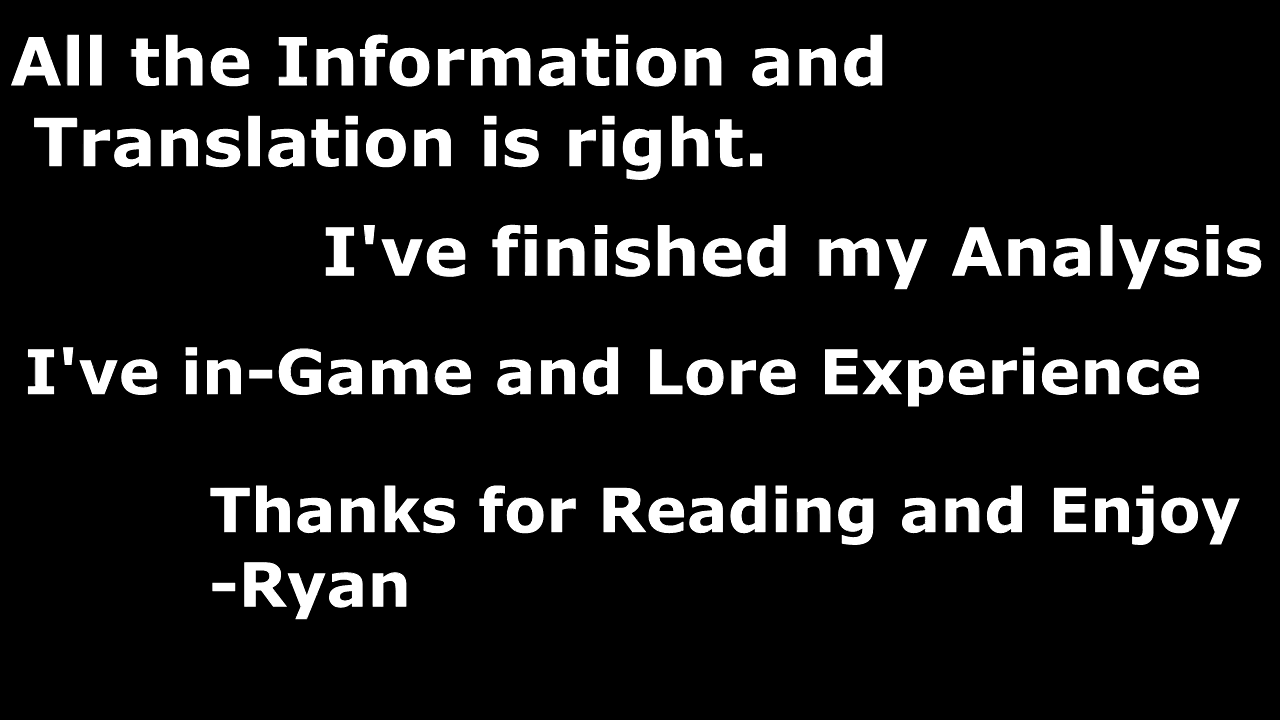 All the Information and
Translation is right.
I've finished my Analysis
I've in-Game and Lore Experience
Thanks for Reading and Enjoy
-Ryan